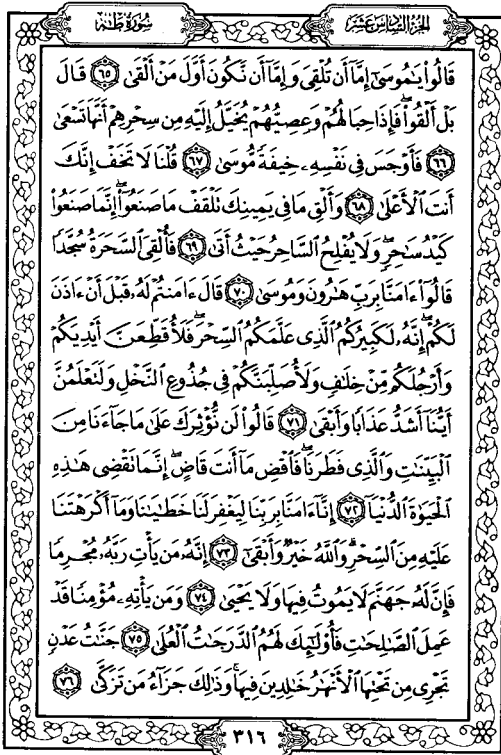 الجزء السادس عشر
سورة طه
قَالُوا۟ يَـٰمُوسَىٰٓ إِمَّآ أَن تُلْقِىَ وَإِمَّآ أَن نَّكُونَ أَوَّلَ مَنْ أَلْقَىٰ ٦٥ قَالَ
بَلْ أَلْقُوا۟ ۖ فَإِذَا حِبَالُهُمْ وَعِصِيُّهُمْ يُخَيَّلُ إِلَيْهِ مِن سِحْرِهِمْ أَنَّهَا تَسْعَىٰ
٦٦ فَأَوْجَسَ فِى نَفْسِهِۦ خِيفَةً مُّوسَىٰ ٦٧ قُلْنَا لَا تَخَفْ إِنَّكَ
أَنتَ ٱلْأَعْلَىٰ ٦٨ وَأَلْقِ مَا فِى يَمِينِكَ تَلْقَفْ مَا صَنَعُوٓا۟ ۖ إِنَّمَا صَنَعُوا۟
كَيْدُ سَـٰحِرٍ ۖ وَلَا يُفْلِحُ ٱلسَّاحِرُ حَيْثُ أَتَىٰ ٦٩ فَأُلْقِىَ ٱلسَّحَرَةُ سُجَّدًا
قَالُوٓا۟ ءَامَنَّا بِرَبِّ هَـٰرُونَ وَمُوسَىٰ ٧٠ قَالَ ءَامَنتُمْ لَهُۥ قَبْلَ أَنْ ءَاذَنَ
لَكُمْ ۖ إِنَّهُۥ لَكَبِيرُكُمُ ٱلَّذِى عَلَّمَكُمُ ٱلسِّحْرَ ۖ فَلَأُقَطِّعَنَّ أَيْدِيَكُمْ
وَأَرْجُلَكُم مِّنْ خِلَـٰفٍ وَلَأُصَلِّبَنَّكُمْ فِى جُذُوعِ ٱلنَّخْلِ وَلَتَعْلَمُنَّ
أَيُّنَآ أَشَدُّ عَذَابًا وَأَبْقَىٰ ٧١ قَالُوا۟ لَن نُّؤْثِرَكَ عَلَىٰ مَا جَآءَنَا مِنَ
ٱلْبَيِّنَـٰتِ وَٱلَّذِى فَطَرَنَا ۖ فَٱقْضِ مَآ أَنتَ قَاضٍ ۖ إِنَّمَا تَقْضِى هَـٰذِهِ
ٱلْحَيَوٰةَ ٱلدُّنْيَآ ٧٢ إِنَّآ ءَامَنَّا بِرَبِّنَا لِيَغْفِرَ لَنَا خَطَـٰيَـٰنَا وَمَآ أَكْرَهْتَنَا
عَلَيْهِ مِنَ ٱلسِّحْرِ ۗ وَٱللَّهُ خَيْرٌ وَأَبْقَىٰٓ ٧٣ إِنَّهُۥ مَن يَأْتِ رَبَّهُۥ مُجْرِمًا
فَإِنَّ لَهُۥ جَهَنَّمَ لَا يَمُوتُ فِيهَا وَلَا يَحْيَىٰ ٧٤ وَمَن يَأْتِهِۦ مُؤْمِنًا قَدْ
عَمِلَ ٱلصَّـٰلِحَـٰتِ فَأُو۟لَـٰٓئِكَ لَهُمُ ٱلدَّرَجَـٰتُ ٱلْعُلَىٰ ٧٥ جَنَّـٰتُ عَدْنٍ
تَجْرِى مِن تَحْتِهَا ٱلْأَنْهَـٰرُ خَـٰلِدِينَ فِيهَا ۚ وَذَٰلِكَ جَزَآءُ مَن تَزَكَّىٰ ٧٦
٣١٦